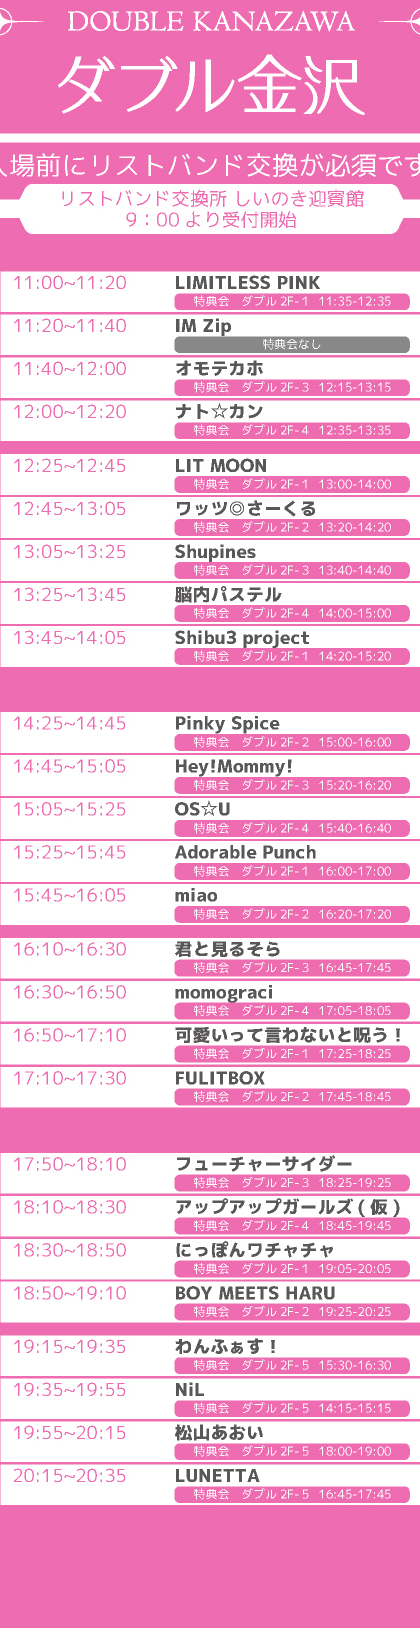 DOUBLE KANAZAWA
ダブル金沢
入場前にリストバンド交換が必須です
リストバンド交換所 しいのき迎賓館
9：00 より受付開始
11:00~11:20 LIMITLESS PINK
特典会 ダブル 2F-1 11:35-12:35
11:20~11:40 IM Zip
特典会なし
11:40~12:00 オモテカホ
特典会 ダブル 2F-3 12:15-13:15
12:00~12:20 ナト☆カン
特典会 ダブル 2F-4 12:35-13:35
12:25~12:45 LIT MOON
特典会 ダブル 2F-1 13:00-14:00
12:45~13:05 ワッツ◎さーくる
特典会 ダブル 2F-2 13:20-14:20
13:05~13:25 Shupines
特典会 ダブル 2F-3 13:40-14:40
13:25~13:45 脳内パステル
特典会 ダブル 2F-4 14:00-15:00
13:45~14:05 Shibu3 project
特典会 ダブル 2F-1 14:20-15:20
14:25~14:45 Pinky Spice
特典会 ダブル 2F-2 15:00-16:00
14:45~15:05 Hey!Mommy!
特典会 ダブル 2F-3 15:20-16:20
15:05~15:25 OS☆U
特典会 ダブル 2F-4 15:40-16:40
15:25~15:45 Adorable Punch
特典会 ダブル 2F-1 16:00-17:00
15:45~16:05 miao
特典会 ダブル 2F-2 16:20-17:20
16:10~16:30 君と見るそら
特典会 ダブル 2F-3 16:45-17:45
16:30~16:50 momograci
特典会 ダブル 2F-4 17:05-18:05
16:50~17:10 可愛いって言わないと呪う！
特典会 ダブル 2F-1 17:25-18:25
17:10~17:30 FULITBOX
特典会 ダブル 2F-2 17:45-18:45
17:50~18:10 フューチャーサイダー
特典会 ダブル 2F-3 18:25-19:25
18:10~18:30 アップアップガールズ ( 仮 )
特典会 ダブル 2F-4 18:45-19:45
18:30~18:50 にっぽんワチャチャ
特典会 ダブル 2F-1 19:05-20:05
18:50~19:10 BOY MEETS HARU
特典会 ダブル 2F-2 19:25-20:25
19:15~19:35 わんふぁす！
特典会 ダブル 2F-5 15:30-16:30
19:35~19:55 NiL
特典会 ダブル 2F-5 14:15-15:15
19:55~20:15 松山あおい
特典会 ダブル 2F-5 18:00-19:00
20:15~20:35 LUNETTA
特典会 ダブル 2F-5 16:45-17:45